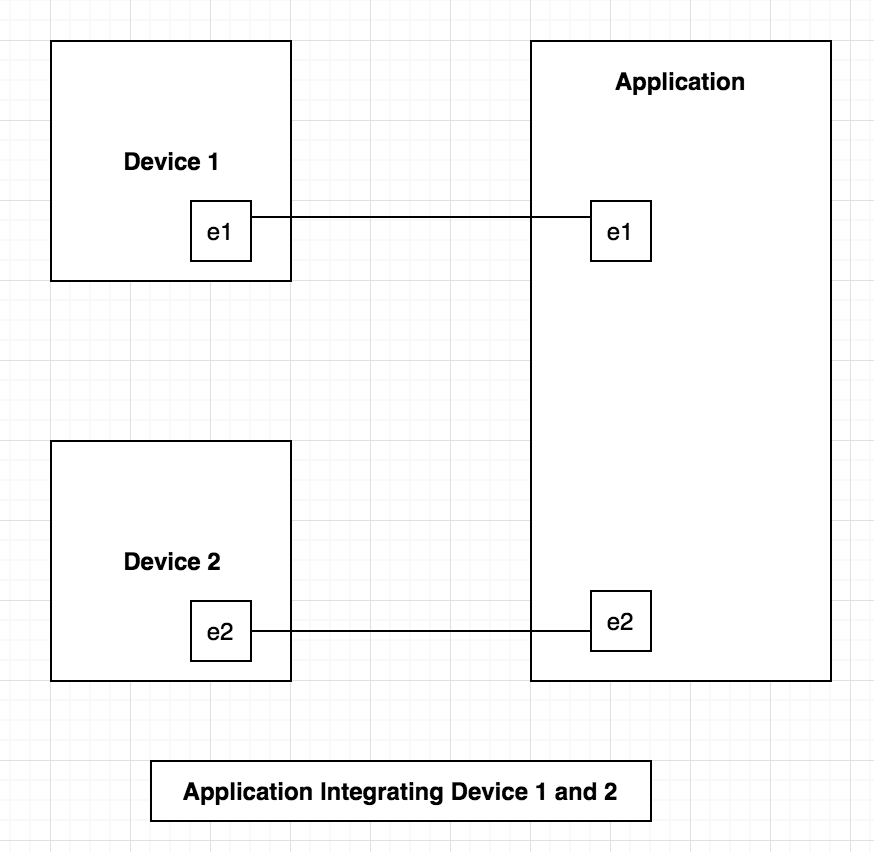 Application
Device 1
e1
e1
Device 2
e2
e2
Application Integrating Device 1 and 2